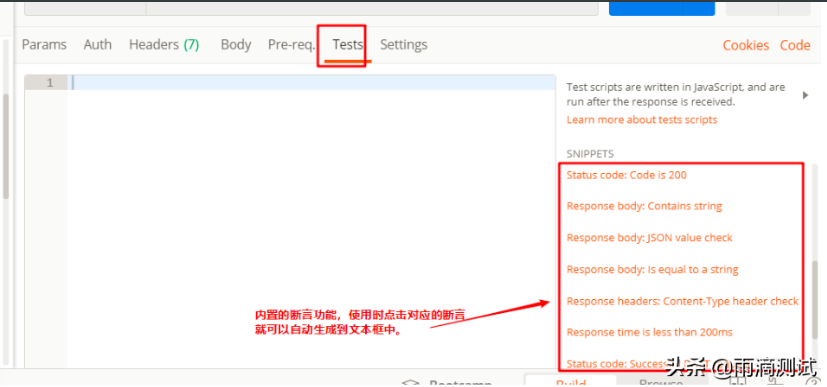 Params Auth Headers (7) Body Pre-req. Tests Settings Cookies Code
1
Test scripts are written in JavaScript, and are
run after the response is received.
Learn more about tests scripts
SNIPPETS
Status code: Code is 200
Response body: Contains string
Response body: JSON value check
Response body: Is equal to a string
Response headers: Content-Type header check
Response time is less than 200ms
Status code: Succes
内置的断言功能，使用时点击对应的断言
就可以自动生成到文本框中。
头条 @雨滴测试
Bootcamp Build Browse